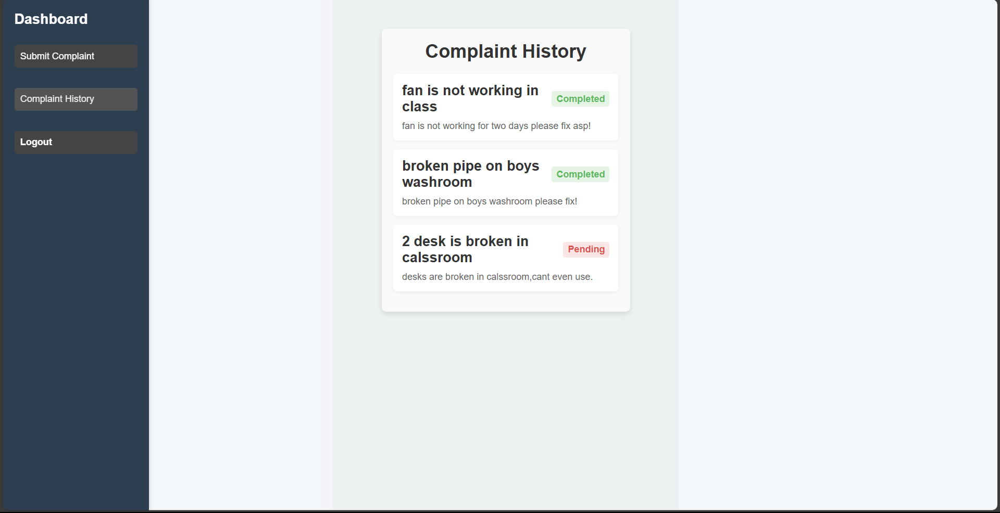 Dashboard
Submit Complaint
Complaint History
Logout
Complaint History
fan is not working in
class
Completed
fan is not working for two days please fix asp!
broken pipe on boys
washroom
Completed
broken pipe on boys washroom please fix!
2 desk is broken in
calssroom
Pending
desks are broken in calssroom,cant even use.